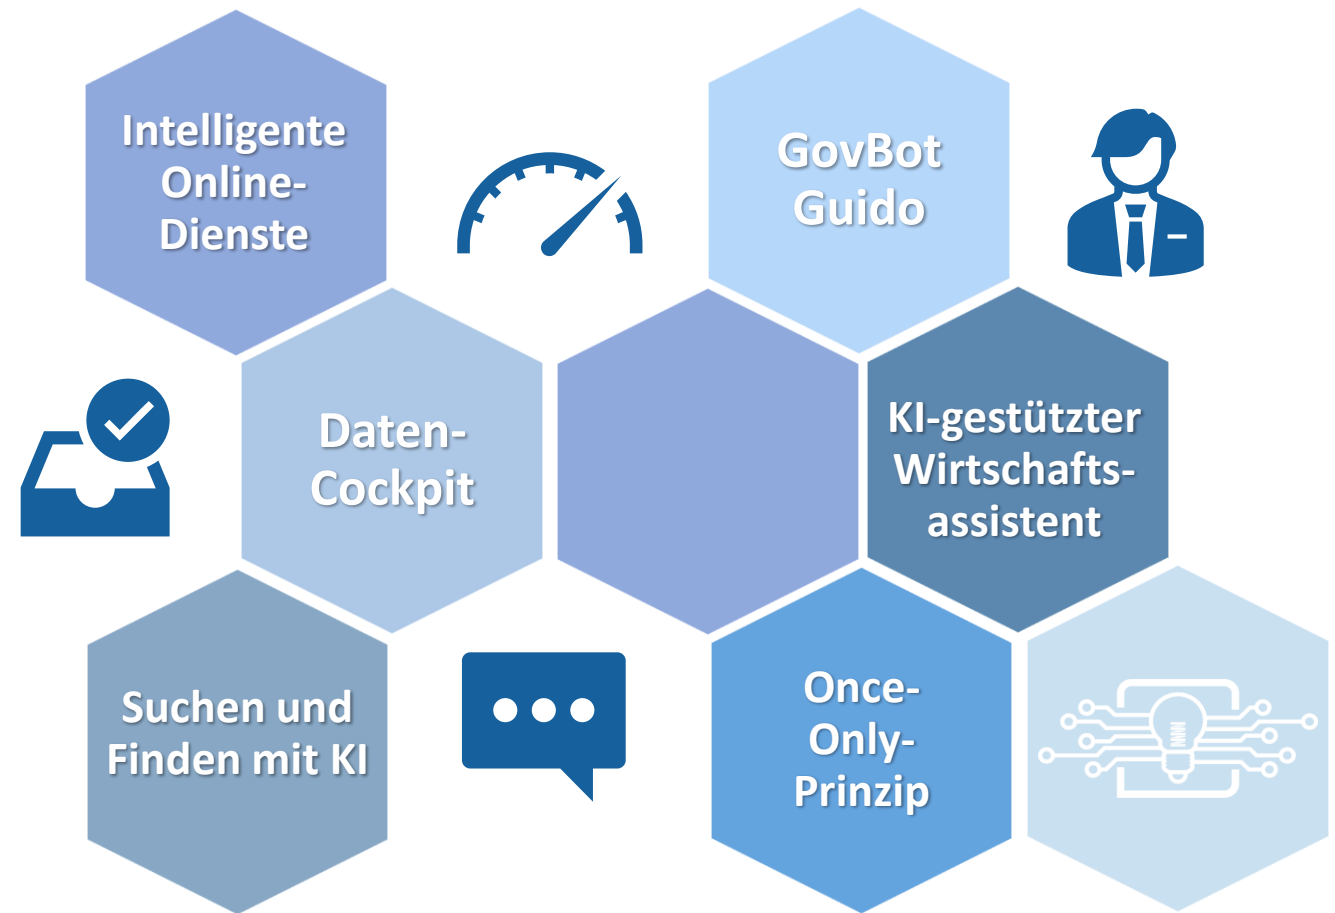 Intelligente
Online-
Dienste
GovBot
Guido
Daten-
Cockpit
KI-gestützter
Wirtschafts-
assistent
Suchen und
Finden mit KI
Once-
Only-
Prinzip